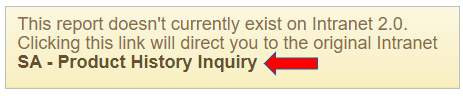 This report doesn't currently exist on Intranet 2.0.
Clicking this link will direct you to the original Intranet
SA - Product History Inquiry